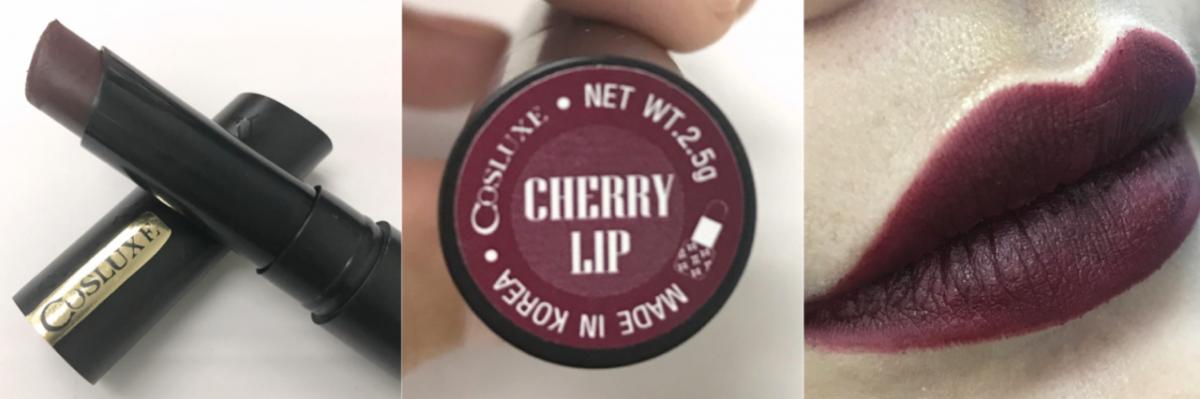 COSLUXE
COSLUXE • NET WT.2.5g
CHERRY
LIP
• MADE IN KOREA